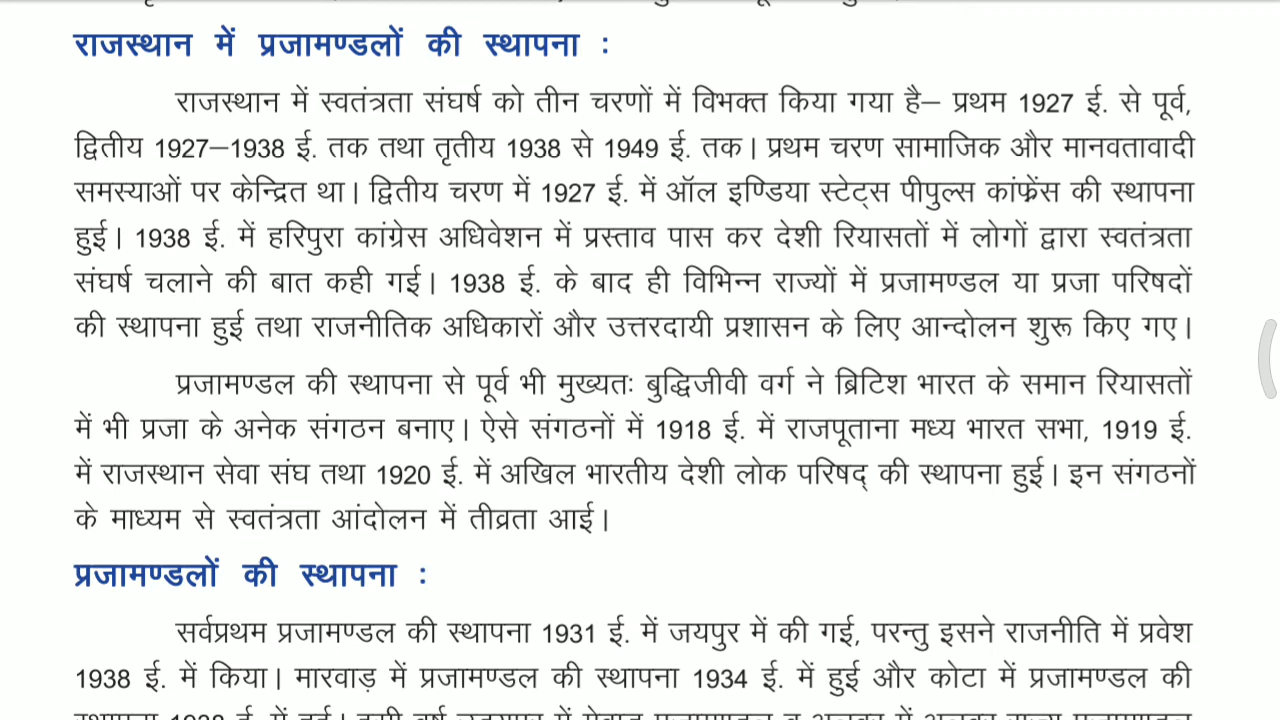 राजस्थान में प्रजामण्डलों की स्थापना :
राजस्थान में स्वतंत्रता संघर्ष को तीन चरणों में विभक्त किया गया है– प्रथम 1927 ई. से पूर्व,
द्वितीय 1927–1938 ई. तक तथा तृतीय 1938 से 1949 ई. तक। प्रथम चरण सामाजिक और मानवतावादी
समस्याओं पर केन्द्रित था। द्वितीय चरण में 1927 ई. में ऑल इण्डिया स्टेट्स पीपुल्स कांफ्रेंस की स्थापना
हुई। 1938 ई. में हरिपुरा कांग्रेस अधिवेशन में प्रस्ताव पास कर देशी रियासतों में लोगों द्वारा स्वतंत्रता
संघर्ष चलाने की बात कही गई। 1938 ई. के बाद ही विभिन्न राज्यों में प्रजामण्डल या प्रजा परिषदों
की स्थापना हुई तथा राजनीतिक अधिकारों और उत्तरदायी प्रशासन के लिए आन्दोलन शुरू किए गए।
प्रजामण्डल की स्थापना से पूर्व भी मुख्यतः बुद्धिजीवी वर्ग ने ब्रिटिश भारत के समान रियासतों
में भी प्रजा के अनेक संगठन बनाए। ऐसे संगठनों में 1918 ई. में राजपूताना मध्य भारत सभा, 1919 ई.
में राजस्थान सेवा संघ तथा 1920 ई. में अखिल भारतीय देशी लोक परिषद् की स्थापना हुई। इन संगठनों
के माध्यम से स्वतंत्रता आंदोलन में तीव्रता आई।
प्रजामण्डलों की स्थापना :
सर्वप्रथम प्रजामण्डल की स्थापना 1931 ई. में जयपुर में की गई, परन्तु इसने राजनीति में प्रवेश
1938 ई. में किया। मारवाड़ में प्रजामण्डल की स्थापना 1934 ई. में हुई और कोटा में प्रजामण्डल की